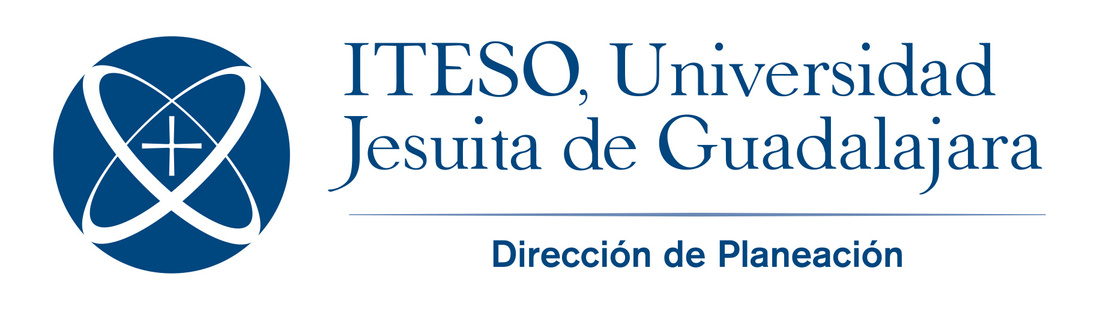 ITESO, Universidad
Jesuita de Guadalajara
Dirección de Planeación